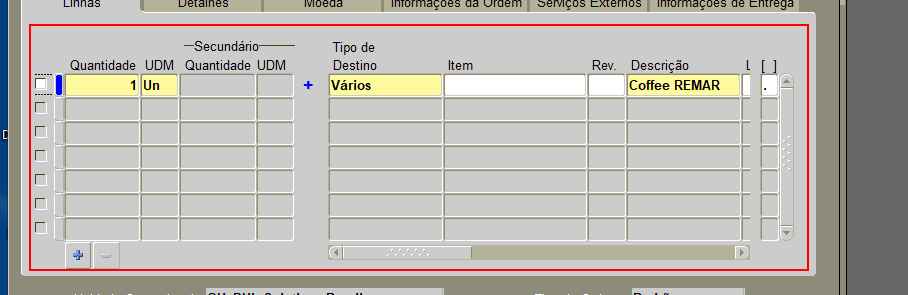 Linhas Detalhes Moeda Informações da Ordem Serviços Externos Informações de Entrega
Secundário
Tipo de
Quantidade UDM Quantidade UDM Destino Item Rev. Descrição L [ ]
1 Un + Vários Coffee REMAR .